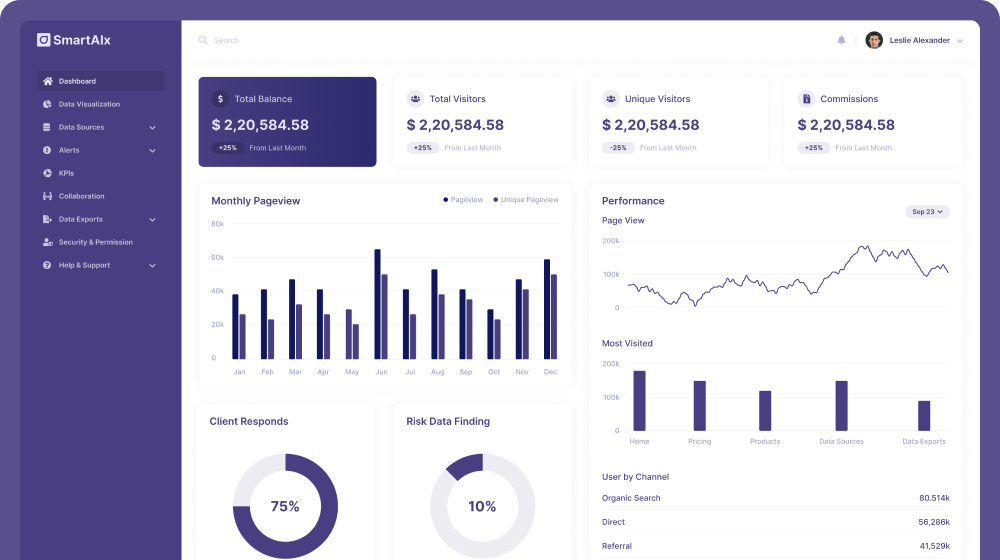 SmartAIx
Search
Leslie Alexander
Dashboard
Data Visualization
Data Sources
Alerts
KPIs
Collaboration
Data Exports
Security & Permission
Help & Support
Total Balance
$ 2,20,584.58
+25% From Last Month
Total Visitors
$ 2,20,584.58
+25% From Last Month
Unique Visitors
$ 2,20,584.58
-25% From Last Month
Commissions
$ 2,20,584.58
+25% From Last Month
Monthly Pageview
Pageview Unique Pageview
80k
60k
40k
20k
0
Jan Feb Mar Apr May Jun Jul Aug Sep Oct Nov Dec
Client Responds
75%
Risk Data Finding
10%
Performance
Page View
Sep 23
200k
100k
0
Most Visited
200k
100k
0
Home Pricing Products Data Sources Data Exports
User by Channel
Organic Search 80.514k
Direct 56,286k
Referral 41,529k